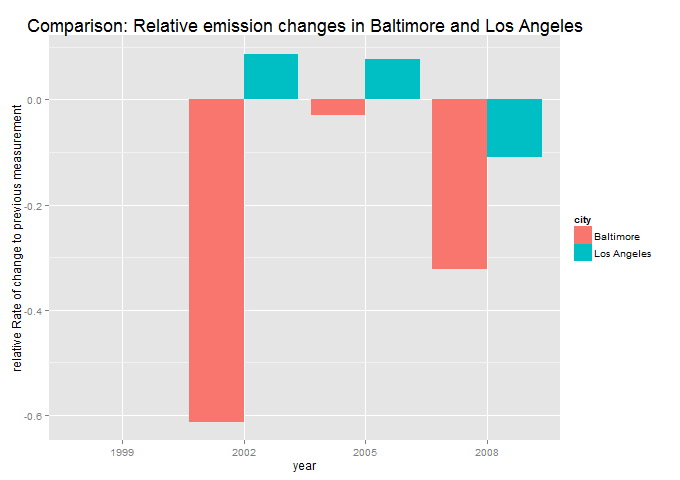 Comparison: Relative emission changes in Baltimore and Los Angeles
relative Rate of change to previous measurement
0.0
-0.2
-0.4
-0.6
1999 2002 2005 2008
year
city
Baltimore
Los Angeles